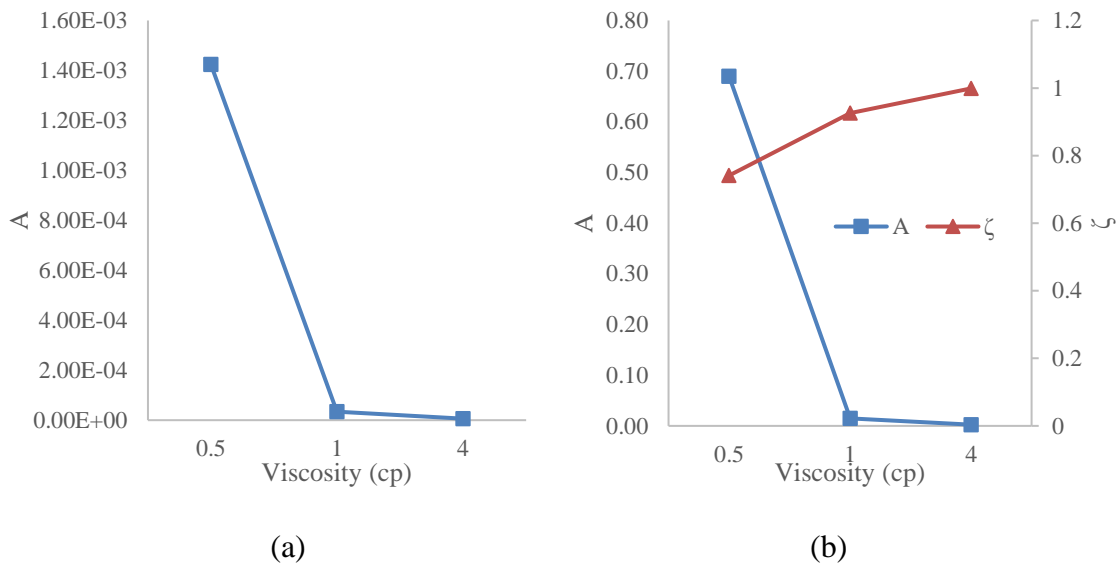 1.60E-03
1.40E-03
1.20E-03
1.00E-03
8.00E-04
6.00E-04
4.00E-04
2.00E-04
0.00E+00
A
0.5 1 4
Viscosity (cp)
(a)
0.80
0.70
0.60
0.50
0.40
0.30
0.20
0.10
0.00
A
A ζ
1.2
1
0.8
0.6
0.4
0.2
0
ζ
0.5 1 4
Viscosity (cp)
(b)